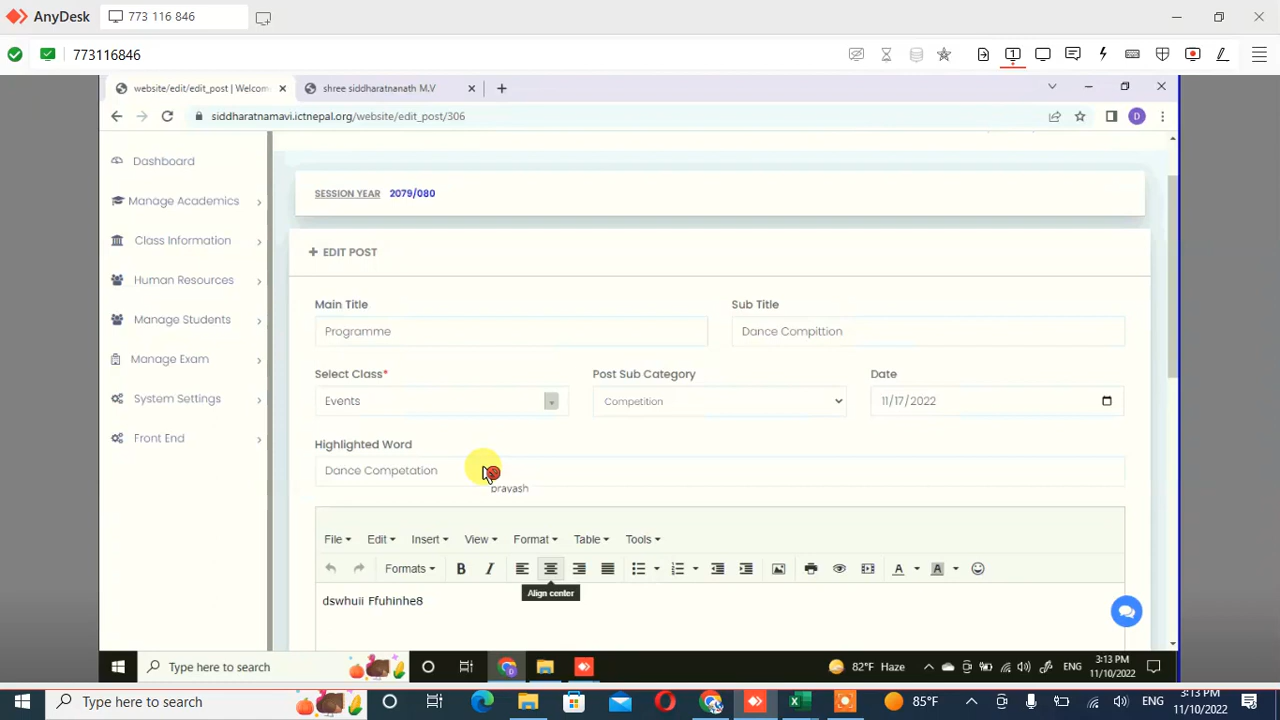 AnyDesk
773 116 846
773116846
1
website/edit/edit_post | Welcom
shree siddharatnanath M.V
siddharatnamavi.ictnepal.org/website/edit_post/306
D
Dashboard
Manage Academics
Class Information
Human Resources
Manage Students
Manage Exam
System Settings
Front End
SESSION YEAR 2079/080
EDIT POST
Main Title
Sub Title
Programme
Dance Compittion
Select Class*
Post Sub Category
Date
Events
Competition
11/17/2022
Highlighted Word
Dance Competation
bravash
File Edit Insert View Format Table Tools
Formats B I A A
Align center
dswhuii Ffuhinhe8
Type here to search
82°F Haze
ENG
3:13 PM
11/10/2022
Type here to search
85°F
ENG
3:13 PM
11/10/2022